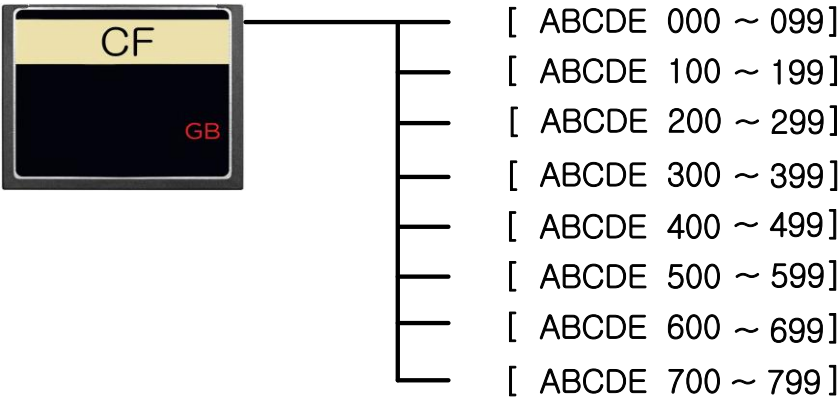 CF
GB
[ ABCDE 000 ~ 099]
[ ABCDE 100 ~ 199]
[ ABCDE 200 ~ 299]
[ ABCDE 300 ~ 399]
[ ABCDE 400 ~ 499]
[ ABCDE 500 ~ 599]
[ ABCDE 600 ~ 699]
[ ABCDE 700 ~ 799]